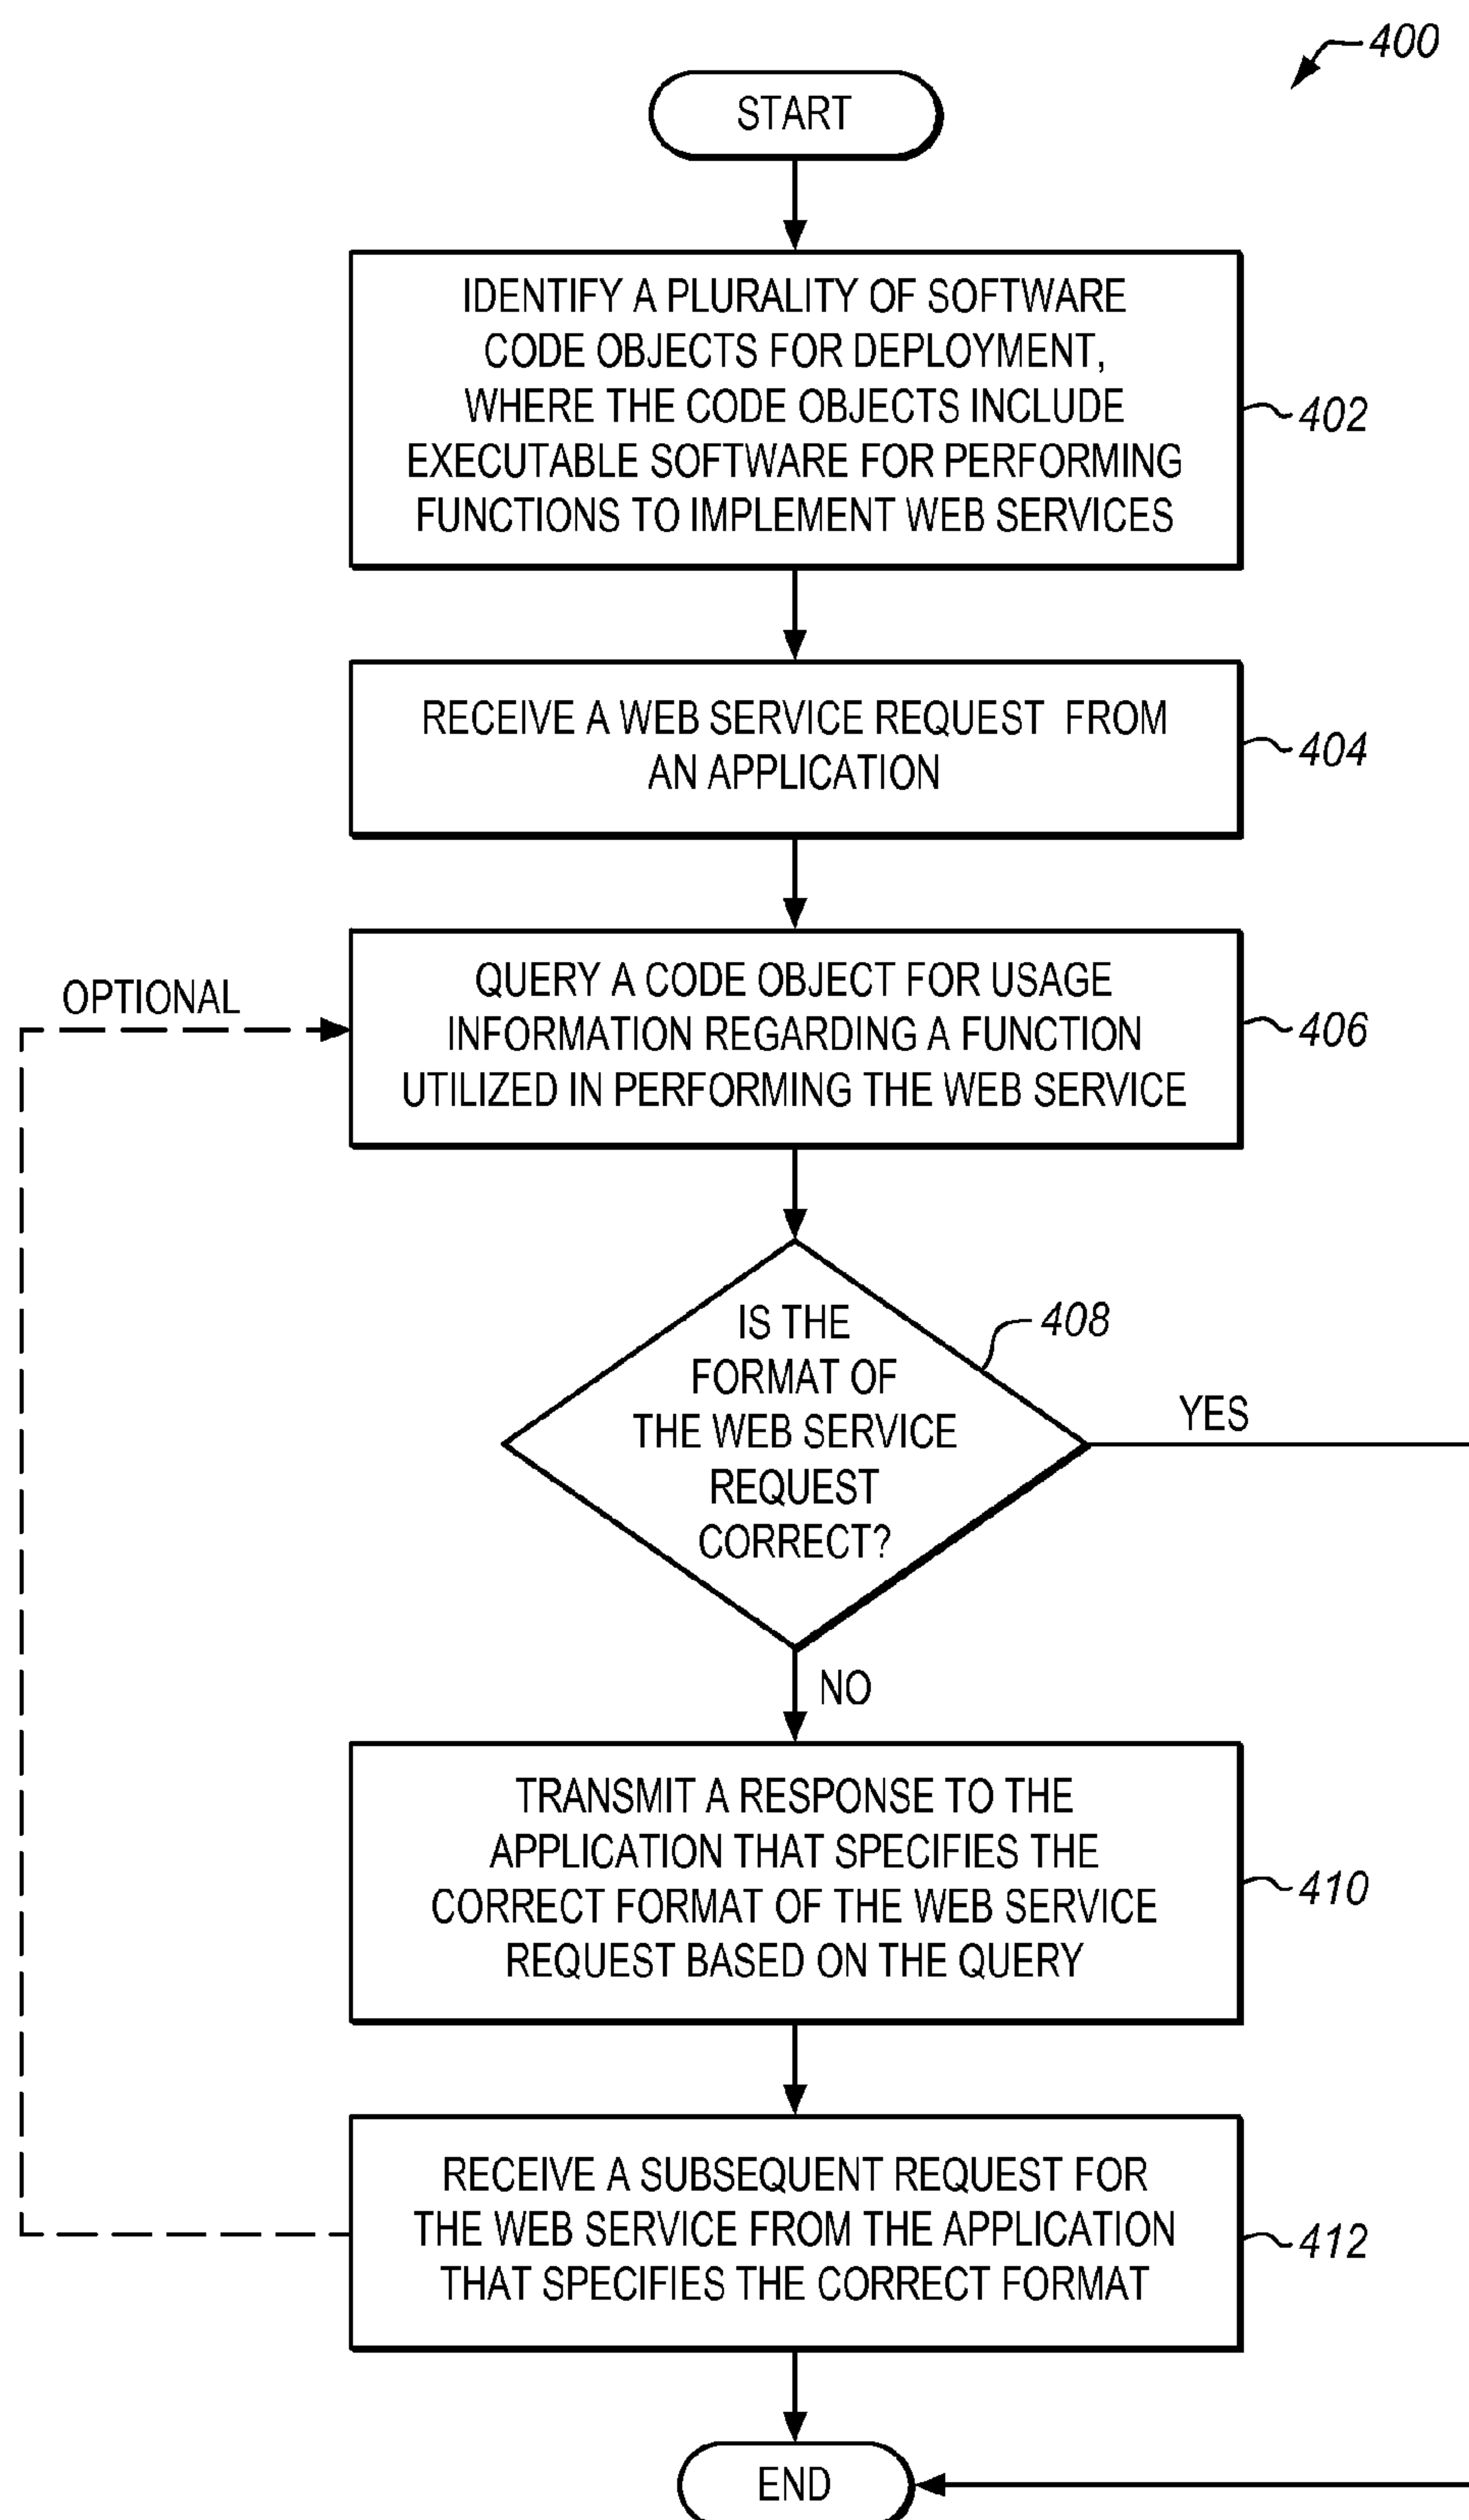 400
START
IDENTIFY A PLURALITY OF SOFTWARE
CODE OBJECTS FOR DEPLOYMENT,
WHERE THE CODE OBJECTS INCLUDE
EXECUTABLE SOFTWARE FOR PERFORMING
FUNCTIONS TO IMPLEMENT WEB SERVICES
402
RECEIVE A WEB SERVICE REQUEST FROM
AN APPLICATION
404
OPTIONAL
QUERY A CODE OBJECT FOR USAGE
INFORMATION REGARDING A FUNCTION
UTILIZED IN PERFORMING THE WEB SERVICE
406
IS THE
FORMAT OF
THE WEB SERVICE
REQUEST
CORRECT?
408
YES
NO
TRANSMIT A RESPONSE TO THE
APPLICATION THAT SPECIFIES THE
CORRECT FORMAT OF THE WEB SERVICE
REQUEST BASED ON THE QUERY
410
RECEIVE A SUBSEQUENT REQUEST FOR
THE WEB SERVICE FROM THE APPLICATION
THAT SPECIFIES THE CORRECT FORMAT
412
END